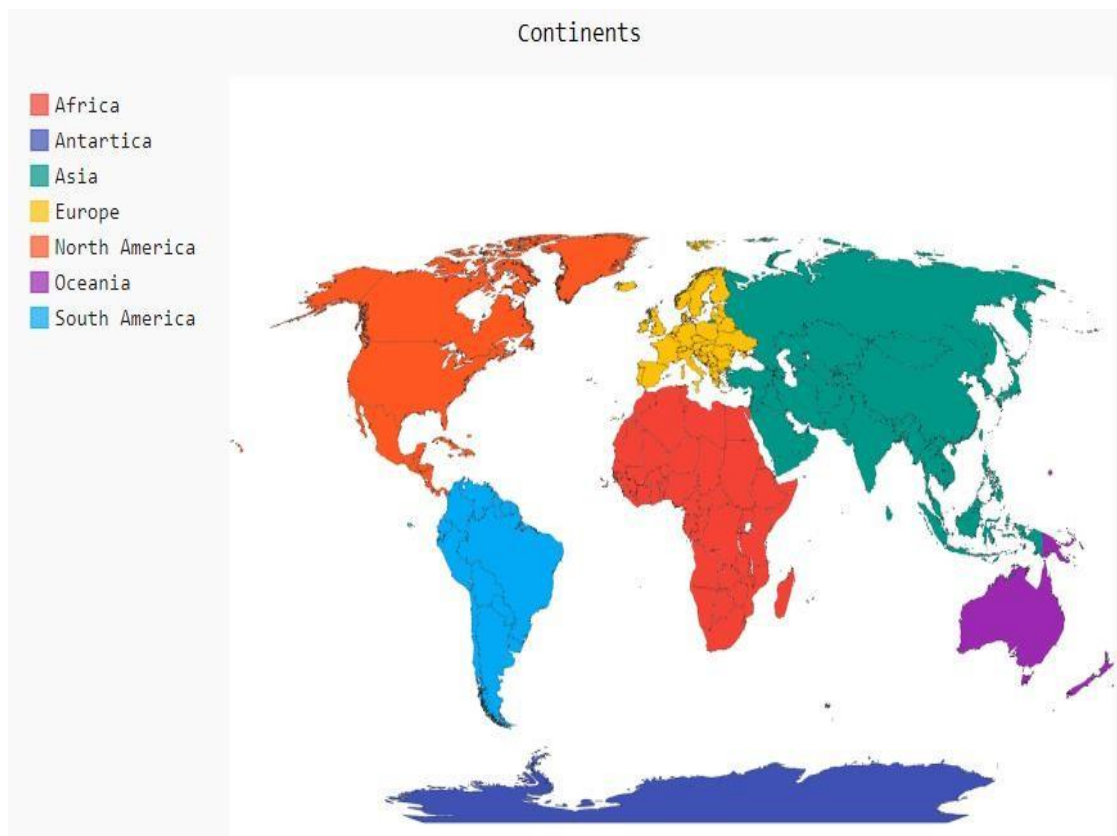 Continents
Africa
Antartica
Asia
Europe
North America
Oceania
South America